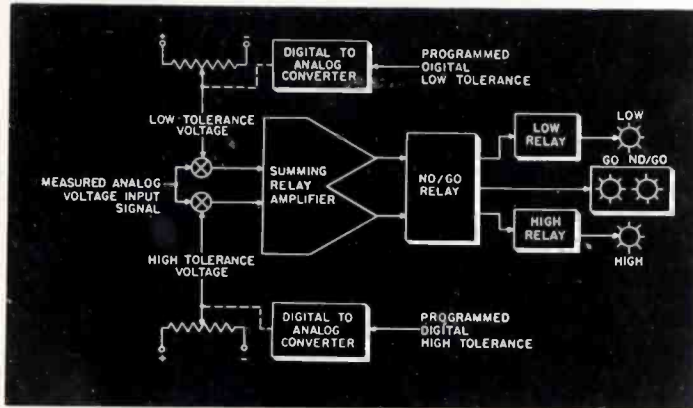 + -
DIGITAL TO
ANALOG
CONVERTER
PROGRAMMED
DIGITAL
LOW TOLERANCE
LOW TOLERANCE
VOLTAGE
MEASURED ANALOG
VOLTAGE INPUT
SIGNAL
SUMMING
RELAY
AMPLIFIER
NO/GO
RELAY
LOW
RELAY
LOW
GO NO/GO
HIGH
RELAY
HIGH
HIGH TOLERANCE
VOLTAGE
DIGITAL TO
ANALOG
CONVERTER
PROGRAMMED
DIGITAL
HIGH TOLERANCE
+ -